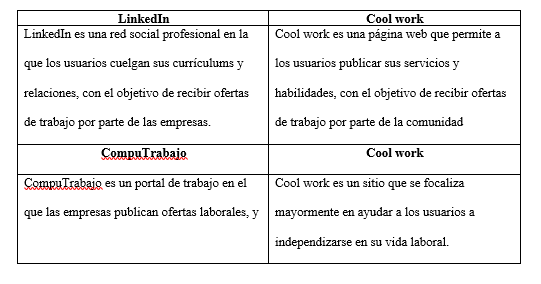 LinkedIn
Cool work
LinkedIn es una red social profesional en la
que los usuarios cuelgan sus currículums y
relaciones, con el objetivo de recibir ofertas
de trabajo por parte de las empresas.
Cool work es una página web que permite a
los usuarios publicar sus servicios y
habilidades, con el objetivo de recibir ofertas
de trabajo por parte de la comunidad
CompuTrabajo
Cool work
CompuTrabajo es un portal de trabajo en el
que las empresas publican ofertas laborales, y
Cool work es un sitio que se focaliza
mayormente en ayudar a los usuarios a
independizarse en su vida laboral.